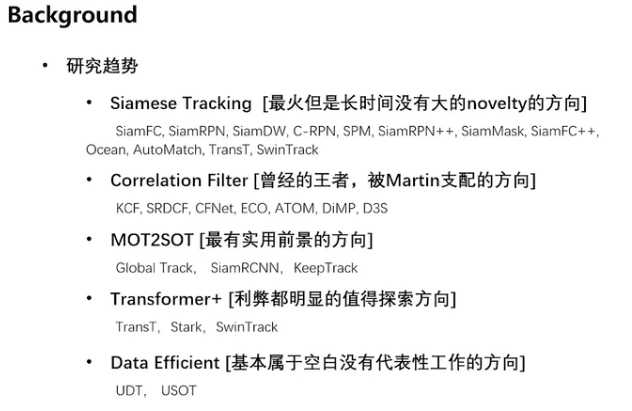 Background
• 研究趋势
• Siamese Tracking [最火但是长时间没有大的novelty的方向]
SiamFC, SiamRPN, SiamDW, C-RPN, SPM, SiamRPN++, SiamMask, SiamFC++,
Ocean, AutoMatch, TransT, SwinTrack
• Correlation Filter [曾经的王者，被Martin支配的方向]
KCF, SRDCF, CFNet, ECO, ATOM, DiMP, D3S
• MOT2SOT [最有实用前景的方向]
Global Track, SiamRCNN, KeepTrack
• Transformer+ [利弊都明显的值得探索方向]
TransT, Stark, SwinTrack
• Data Efficient [基本属于空白没有代表性工作的方向]
UDT, USOT